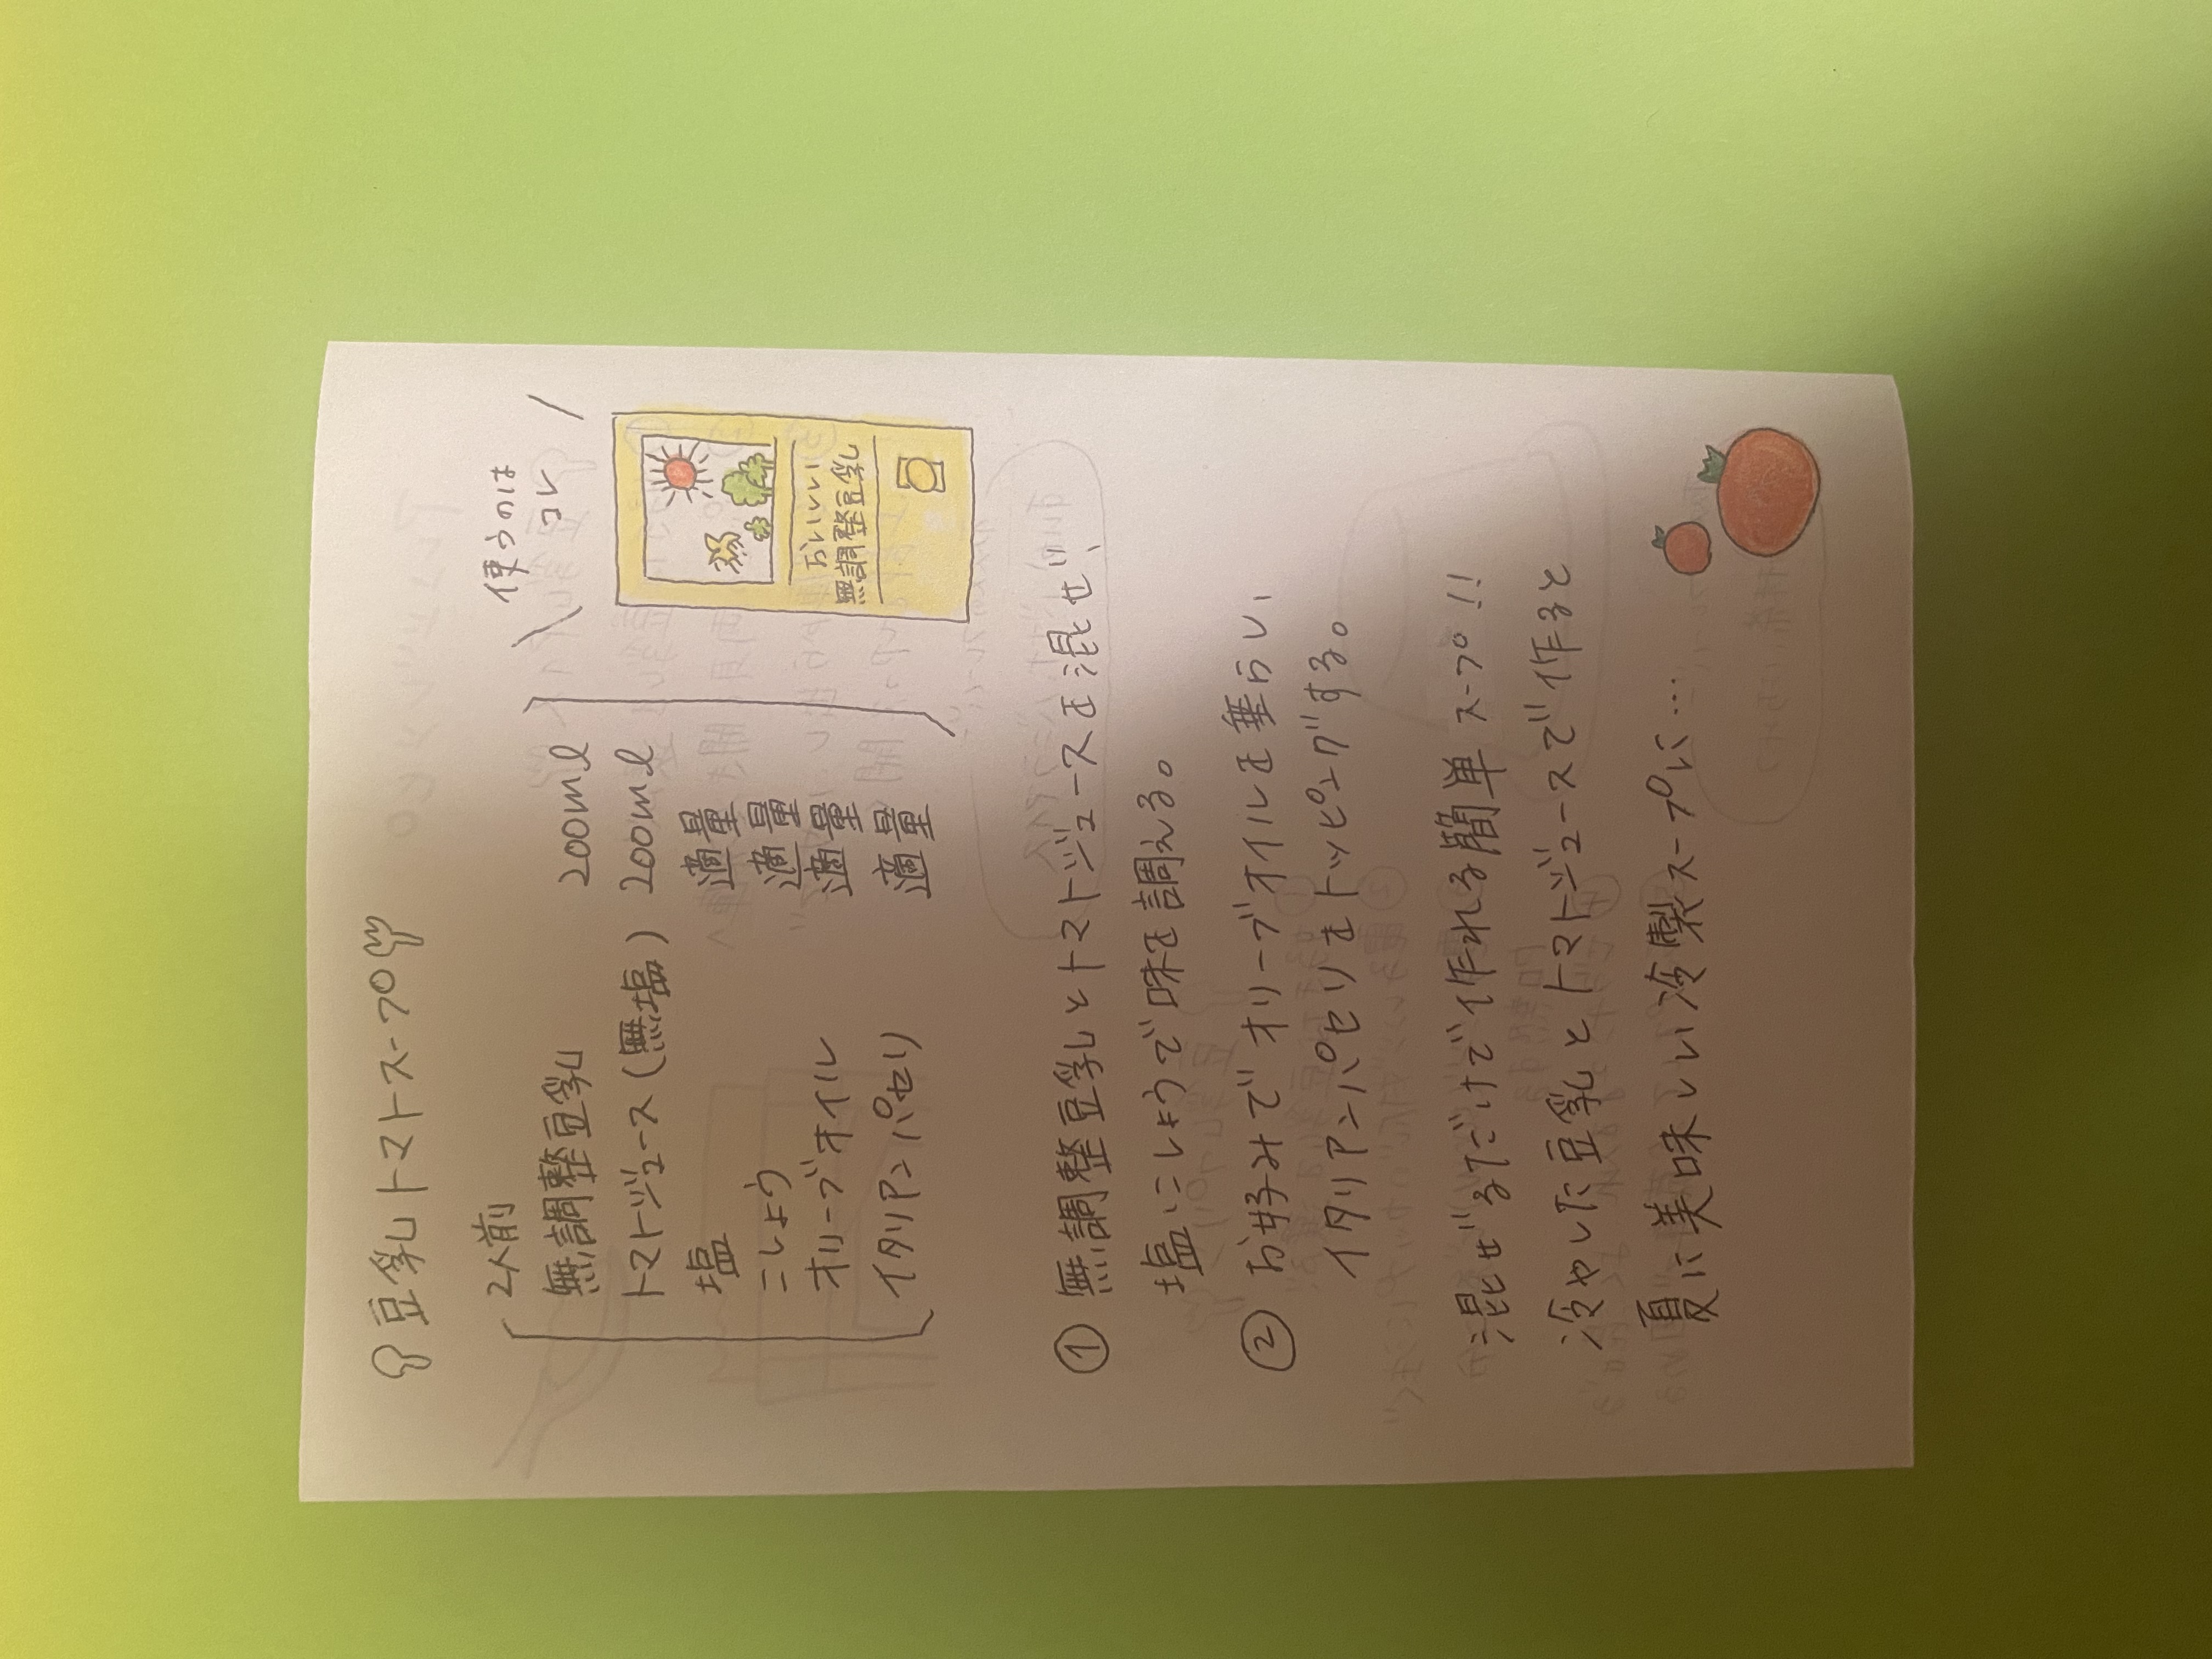 豆乳トマトスープ
2人前
無調整豆乳 200ml
トマトジュース(無塩) 200ml
塩 適量
こしょう 適量
オリーブオイル 適量
イタリアンパセリ 適量
使うのは
コレ
おいしい
無調整豆乳
① 無調整豆乳とトマトジュースを混ぜ、
塩こしょうで味を調える。
② お好みでオリーブオイルを垂らし、
イタリアンパセリをトッピングする。
混ぜるだけで作れる簡単スープ!!
冷やした豆乳とトマトジュースで作ると
夏に美味しい冷製スープに…